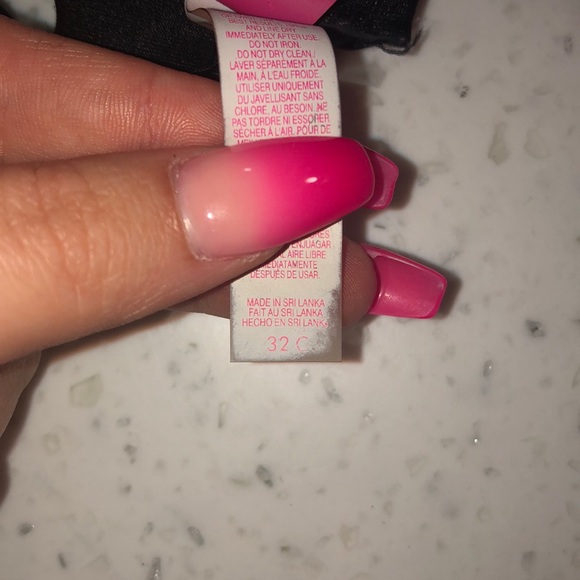 BEST RESULTS
AND LINE DRY
IMMEDIATELY AFTER USE.
DO NOT IRON.
DO NOT DRY CLEAN./
LAVER SÉPARÉMENT À LA
MAIN, À L'EAU FROIDE.
UTILISER UNIQUEMENT
DU JAVELLISANT SANS
CHLORE, AU BESOIN. NE
PAS TORDRE NI ESSORER.
SÉCHER À L'AIR. POUR DE
ENJUAGAR
AIRE LIBRE
DESPUÉS DE USAR.
MADE IN SRI LANKA
FAIT AU SRI LANKA
HECHO EN SRI LANKA
32 C